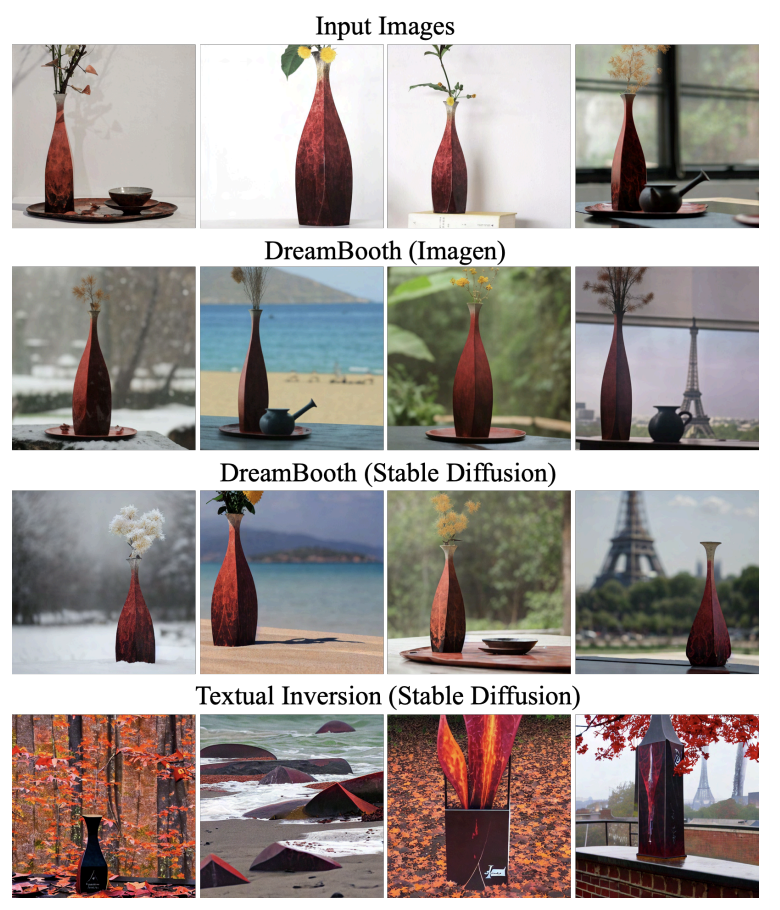 Input Images
DreamBooth (Imagen)
DreamBooth (Stable Diffusion)
Textual Inversion (Stable Diffusion)